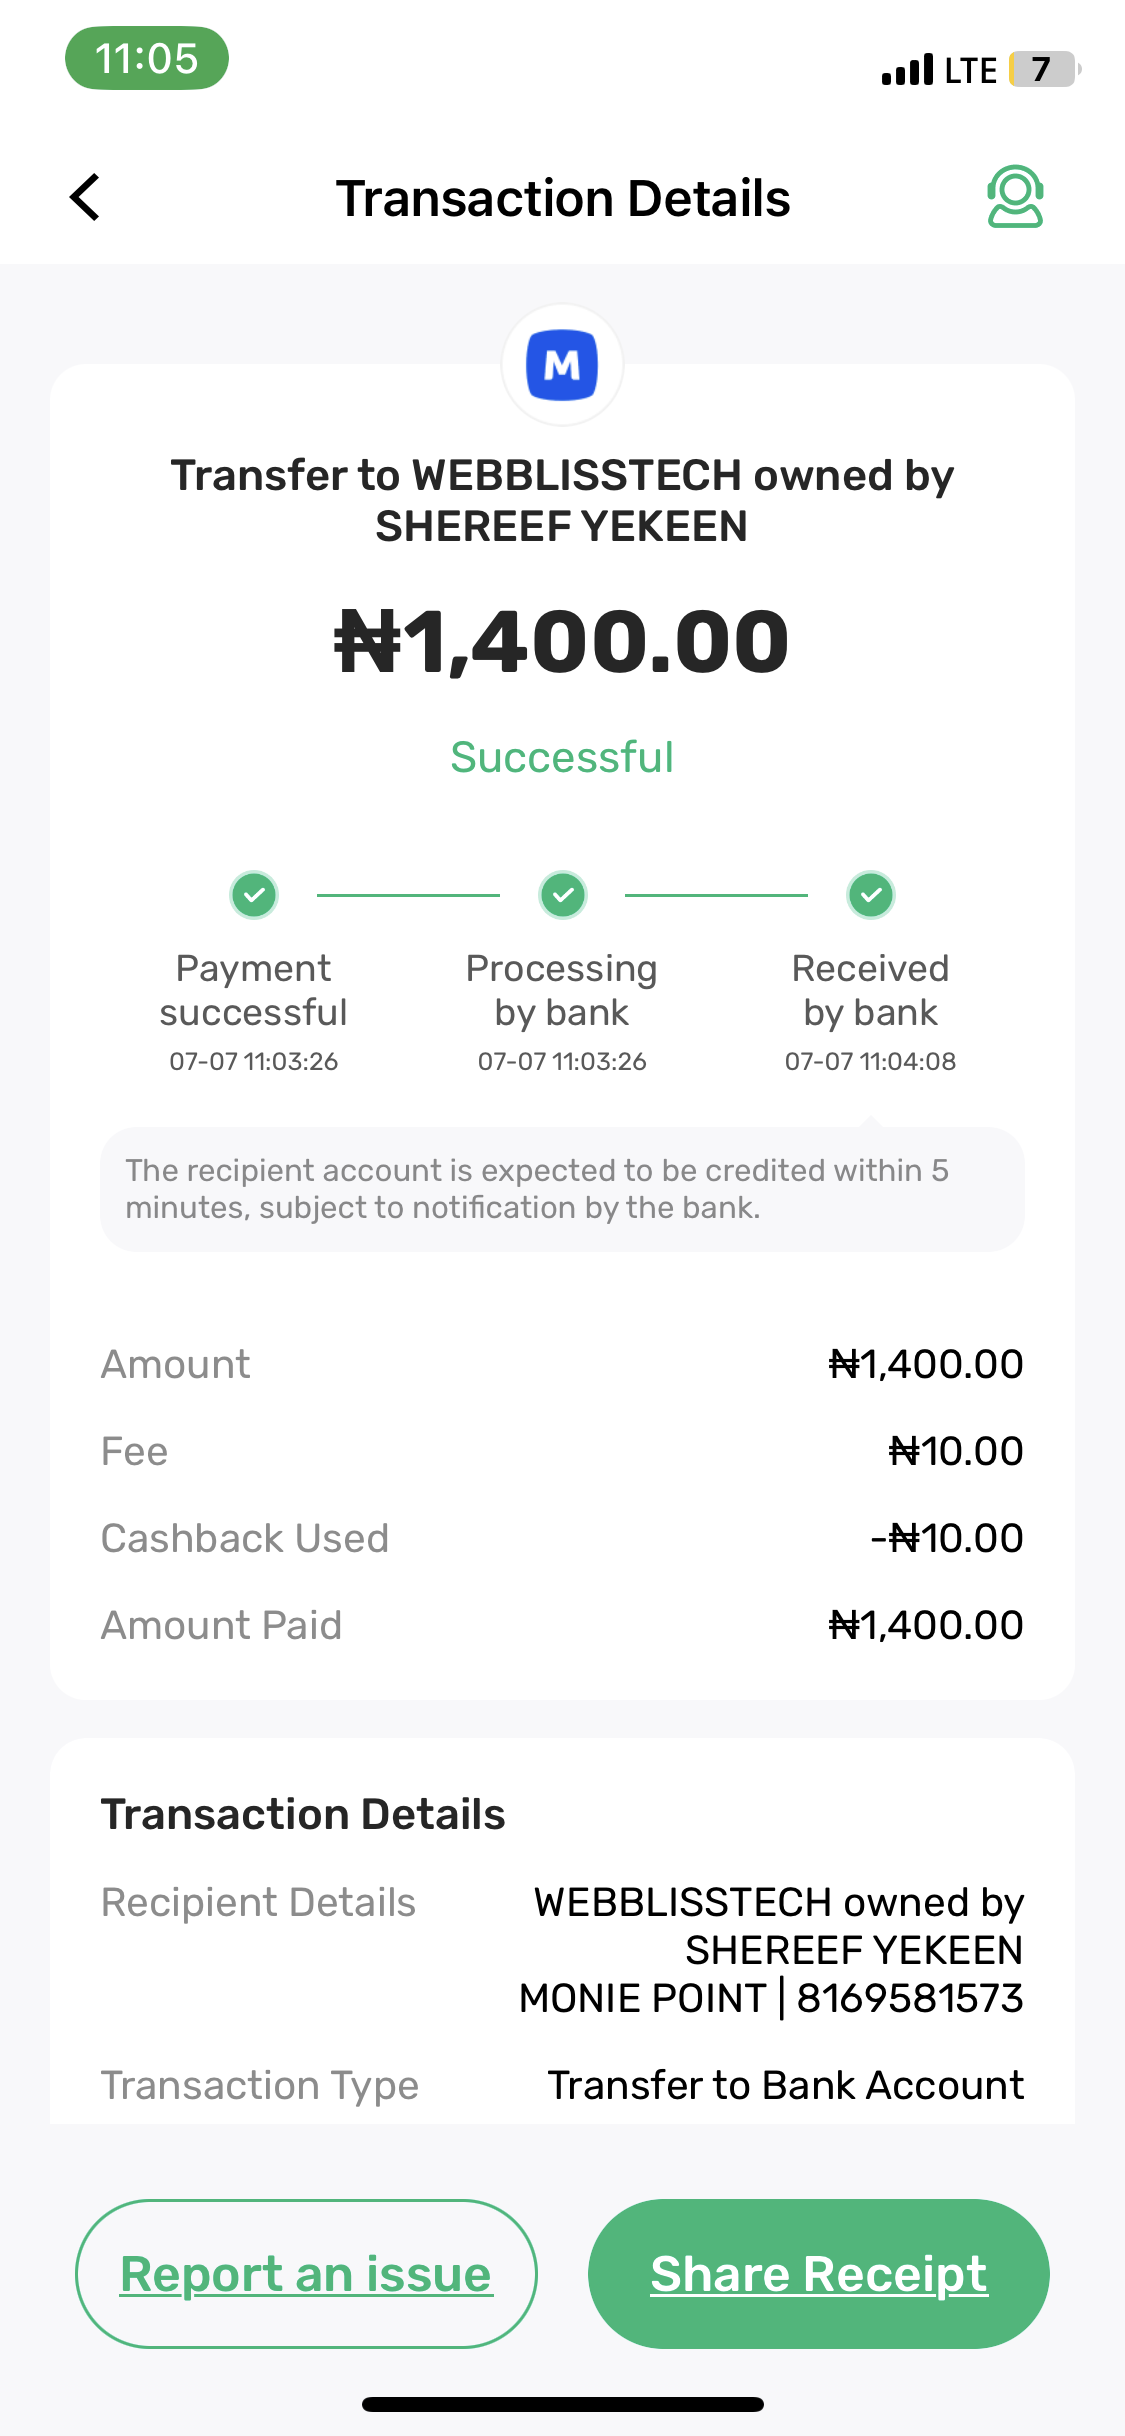 11:05
LTE 7
Transaction Details
M
Transfer to WEBBLISSTECH owned by
SHEREEF YEKEEN
₦1,400.00
Successful
Payment
successful
07-07 11:03:26
Processing
by bank
07-07 11:03:26
Received
by bank
07-07 11:04:08
The recipient account is expected to be credited within 5
minutes, subject to notification by the bank.
Amount ₦1,400.00
Fee ₦10.00
Cashback Used -₦10.00
Amount Paid ₦1,400.00
Transaction Details
Recipient Details WEBBLISSTECH owned by
SHEREEF YEKEEN
MONIE POINT | 8169581573
Transaction Type Transfer to Bank Account
Report an issue
Share Receipt